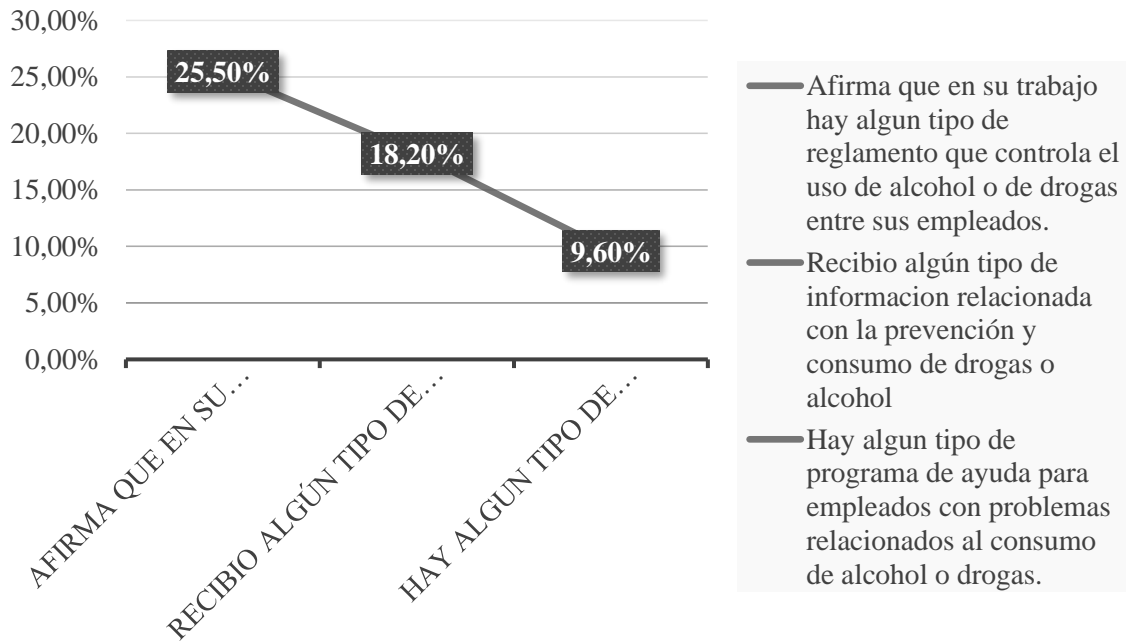 30,00%
25,00%
20,00%
15,00%
10,00%
5,00%
0,00%
25,50%
18,20%
9,60%
AFIRMA QUE EN SU…
RECIBIO ALGÚN TIPO DE…
HAY ALGUN TIPO DE…
Afirma que en su trabajo
hay algun tipo de
reglamento que controla el
uso de alcohol o de drogas
entre sus empleados.
Recibio algún tipo de
informacion relacionada
con la prevención y
consumo de drogas o
alcohol
Hay algun tipo de
programa de ayuda para
empleados con problemas
relacionados al consumo
de alcohol o drogas.